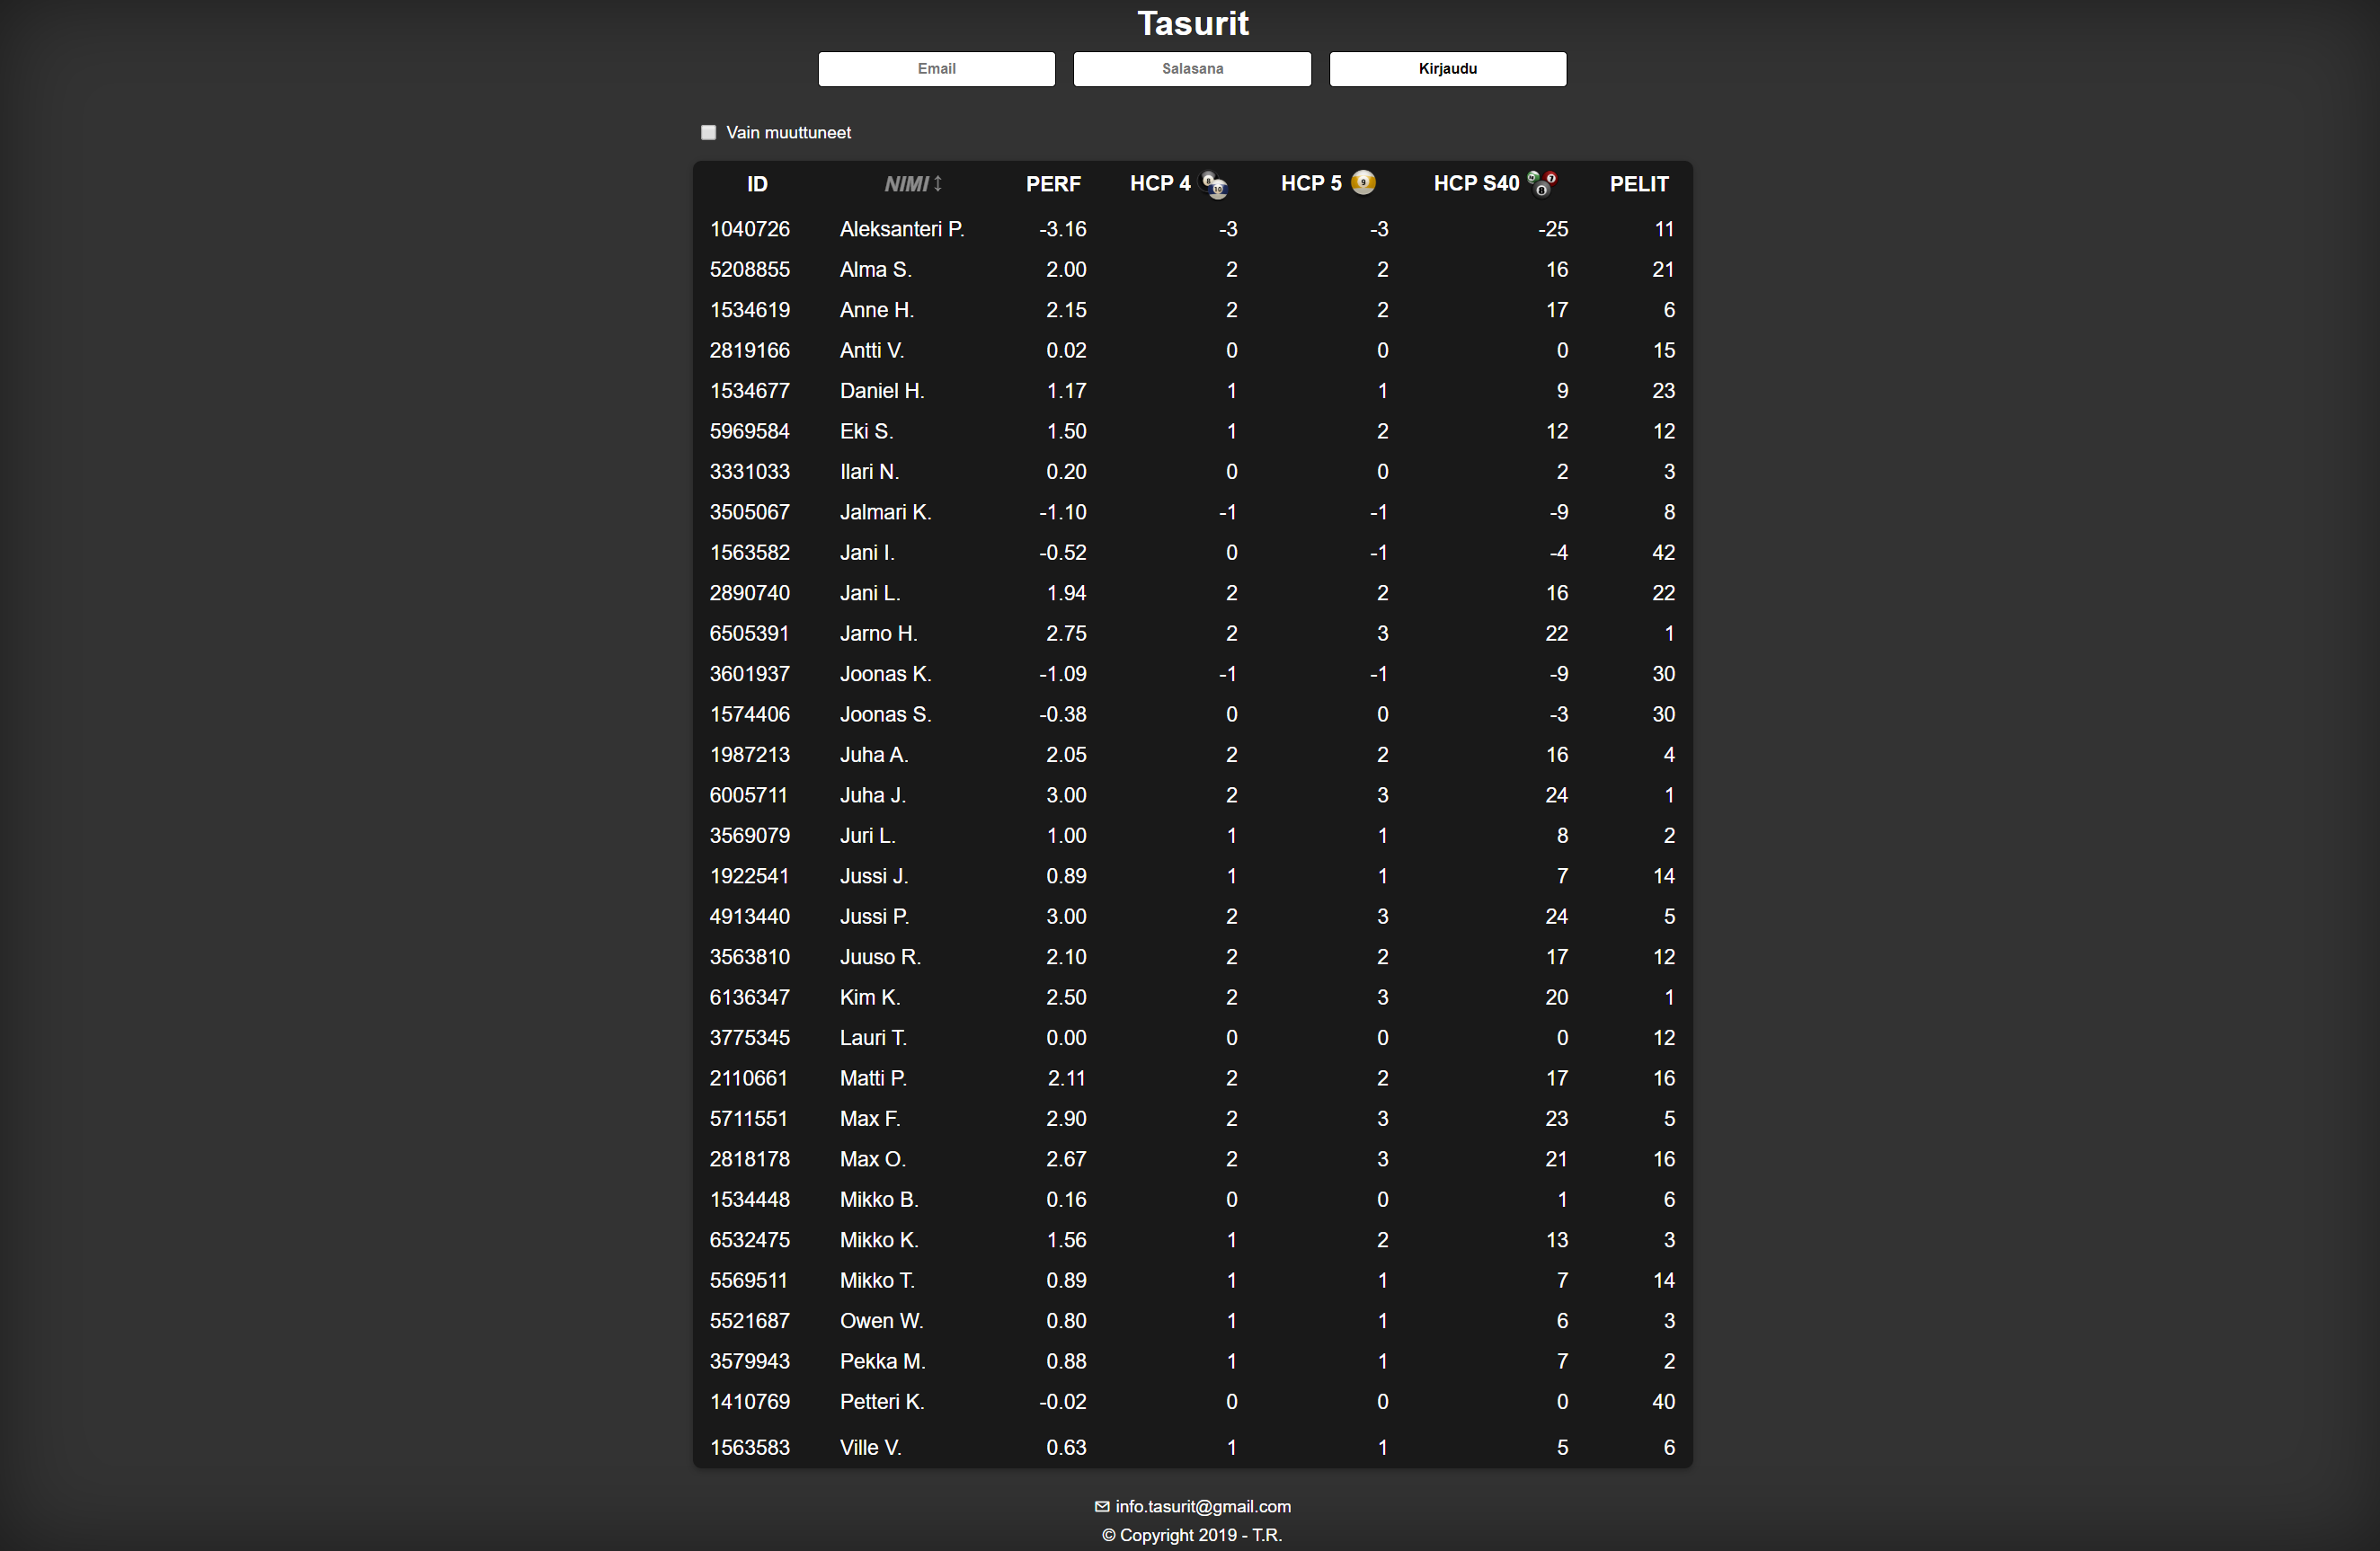 Tasurit
Email Salasana Kirjaudu
Vain muuttuneet
ID NIMI↕ PERF HCP 4 HCP 5 HCP S40 PELIT
1040726 Aleksanteri P. -3.16 -3 -3 -25 11
5208855 Alma S. 2.00 2 2 16 21
1534619 Anne H. 2.15 2 2 17 6
2819166 Antti V. 0.02 0 0 0 15
1534677 Daniel H. 1.17 1 1 9 23
5969584 Eki S. 1.50 1 2 12 12
3331033 Ilari N. 0.20 0 0 2 3
3505067 Jalmari K. -1.10 -1 -1 -9 8
1563582 Jani I. -0.52 0 -1 -4 42
2890740 Jani L. 1.94 2 2 16 22
6505391 Jarno H. 2.75 2 3 22 1
3601937 Joonas K. -1.09 -1 -1 -9 30
1574406 Joonas S. -0.38 0 0 -3 30
1987213 Juha A. 2.05 2 2 16 4
6005711 Juha J. 3.00 2 3 24 1
3569079 Juri L. 1.00 1 1 8 2
1922541 Jussi J. 0.89 1 1 7 14
4913440 Jussi P. 3.00 2 3 24 5
3563810 Juuso R. 2.10 2 2 17 12
6136347 Kim K. 2.50 2 3 20 1
3775345 Lauri T. 0.00 0 0 0 12
2110661 Matti P. 2.11 2 2 17 16
5711551 Max F. 2.90 2 3 23 5
2818178 Max O. 2.67 2 3 21 16
1534448 Mikko B. 0.16 0 0 1 6
6532475 Mikko K. 1.56 1 2 13 3
5569511 Mikko T. 0.89 1 1 7 14
5521687 Owen W. 0.80 1 1 6 3
3579943 Pekka M. 0.88 1 1 7 2
1410769 Petteri K. -0.02 0 0 0 40
1563583 Ville V. 0.63 1 1 5 6
info.tasurit@gmail.com
© Copyright 2019 - T.R.